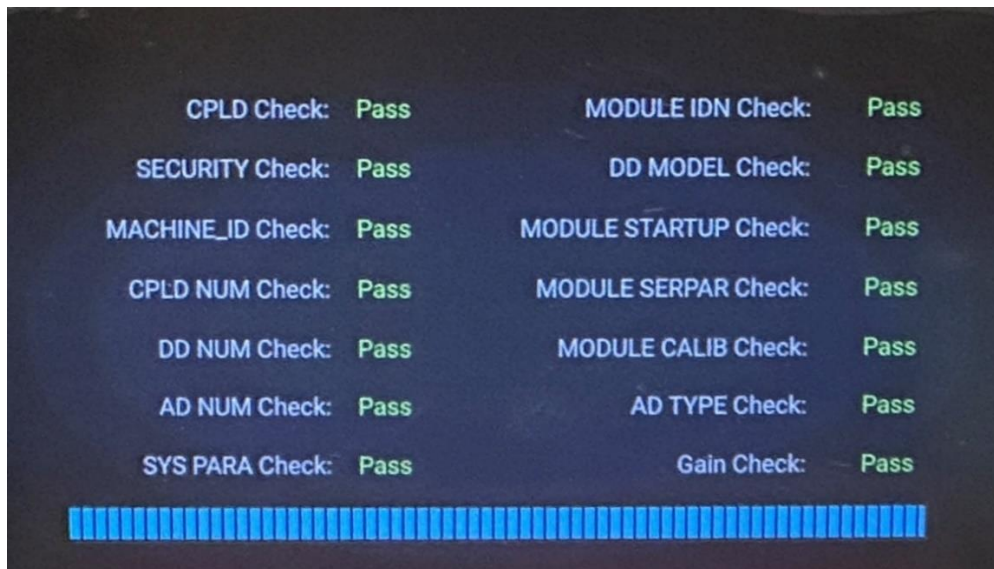 CPLD Check: Pass MODULE IDN Check: Pass
SECURITY Check: Pass DD MODEL Check: Pass
MACHINE_ID Check: Pass MODULE STARTUP Check: Pass
CPLD NUM Check: Pass MODULE SERPAR Check: Pass
DD NUM Check: Pass MODULE CALIB Check: Pass
AD NUM Check: Pass AD TYPE Check: Pass
SYS PARA Check: Pass Gain Check: Pass